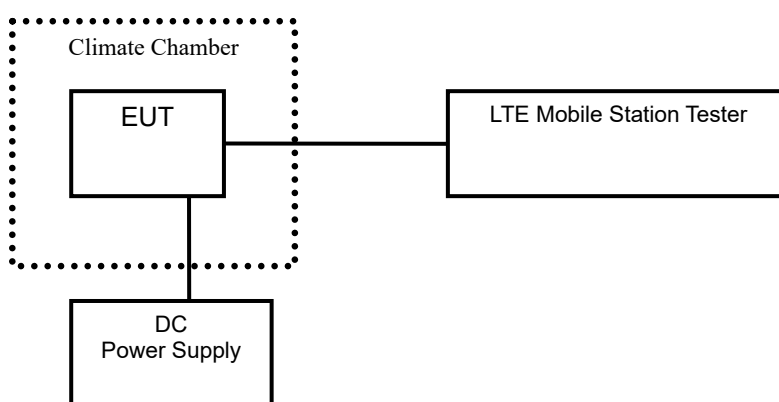 Climate Chamber
EUT
LTE Mobile Station Tester
DC
Power Supply